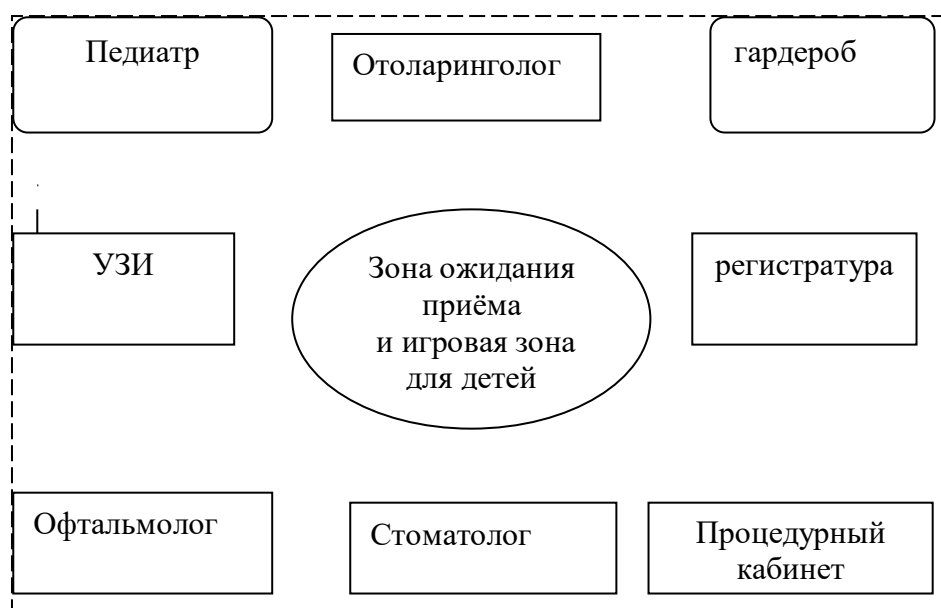 Педиатр
Отоларинголог
гардероб
УЗИ
Зона ожидания
приёма
и игровая зона
для детей
регистратура
Офтальмолог
Стоматолог
Процедурный
кабинет